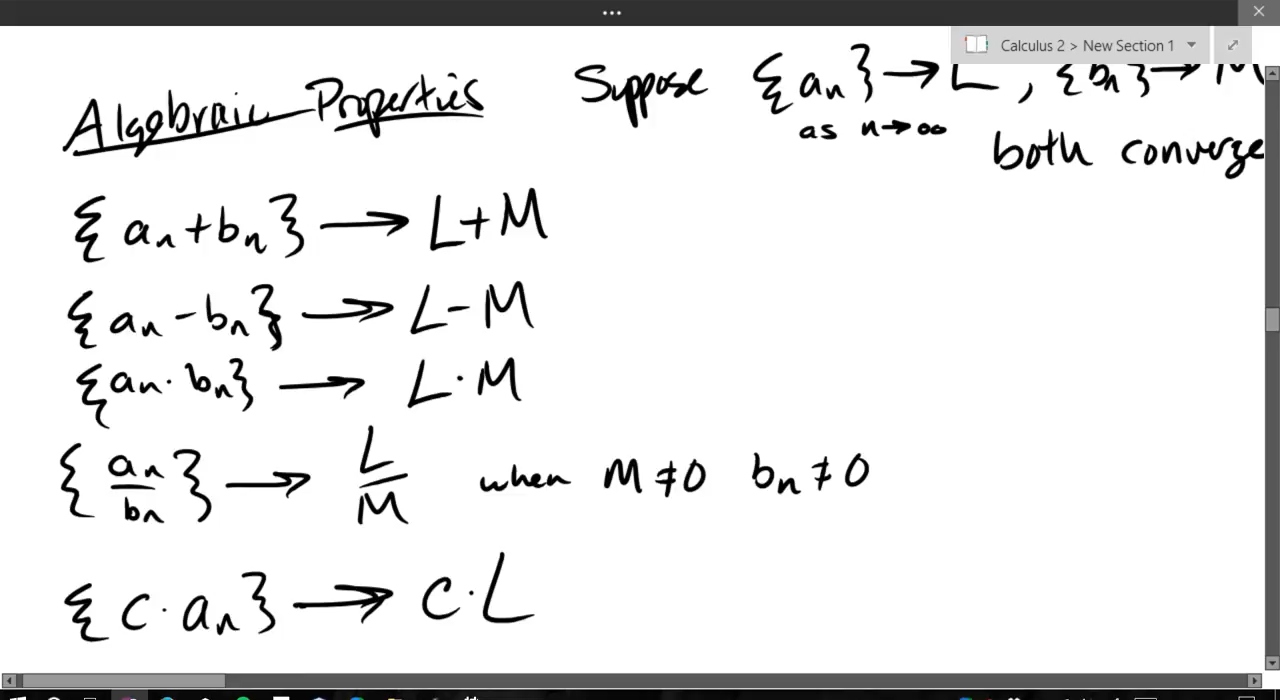 Calculus 2 > New Section 1
Algebraic Properties Suppose {aₙ} → L, {bₙ} → M
as n→∞
both converge
{aₙ+bₙ} → L+M
{aₙ-bₙ} → L-M
{aₙ·bₙ} → L·M
{aₙ/bₙ} → L/M when M≠0 bₙ≠0
{c·aₙ} → c·L